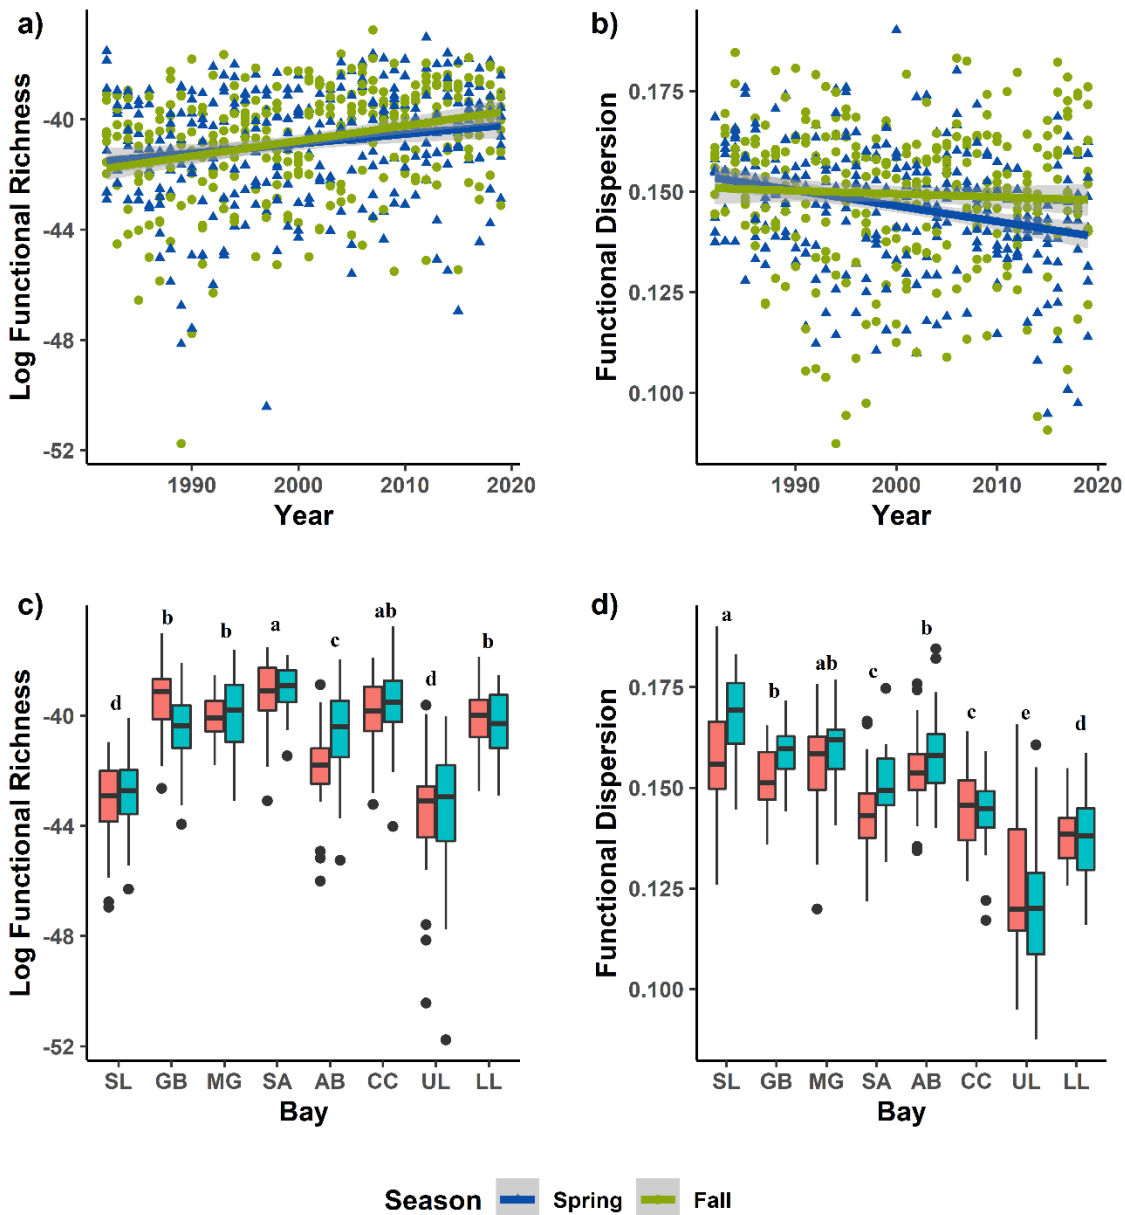 a)
Log Functional Richness
-40
-44
-48
-52
1990 2000 2010 2020
Year
b)
Functional Dispersion
0.175
0.150
0.125
0.100
1990 2000 2010 2020
Year
c)
Log Functional Richness
-40
-44
-48
-52
d b b a c ab d b
SL GB MG SA AB CC UL LL
Bay
d)
Functional Dispersion
0.175
0.150
0.125
0.100
a b ab c b c e d
SL GB MG SA AB CC UL LL
Bay
Season Spring Fall